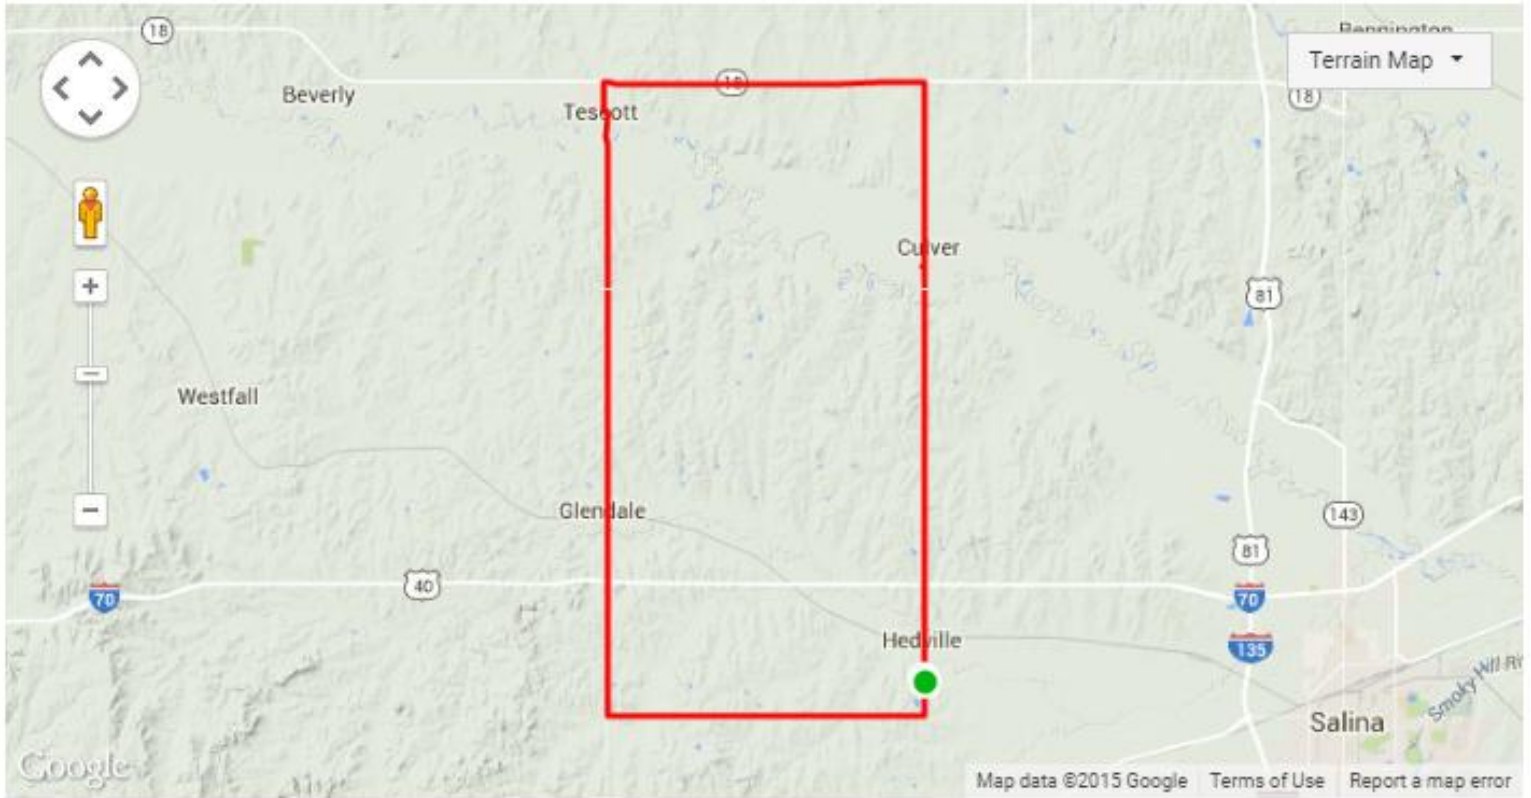 18
Bennington
Terrain Map
Beverly
18
18
Tescott
Culver
81
Westfall
Glendale
143
81
40
70
70
Hedville
135
Smoky Hill Ri
Salina
Google
Map data ©2015 Google
Terms of Use
Report a map error